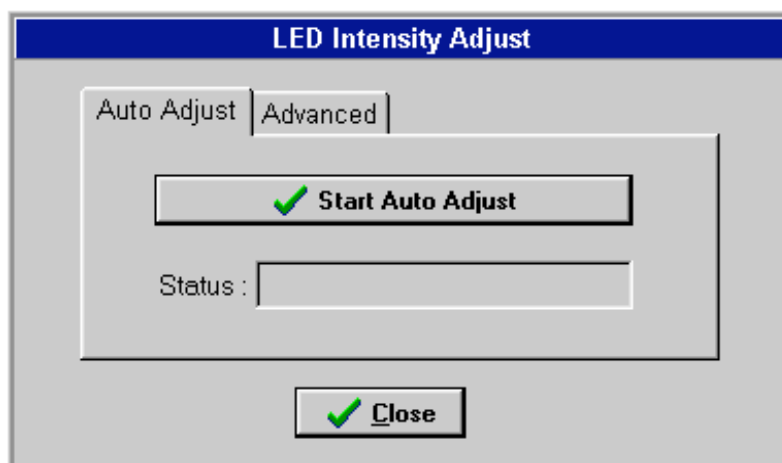 LED Intensity Adjust
Auto Adjust Advanced
Start Auto Adjust
Status :
Close